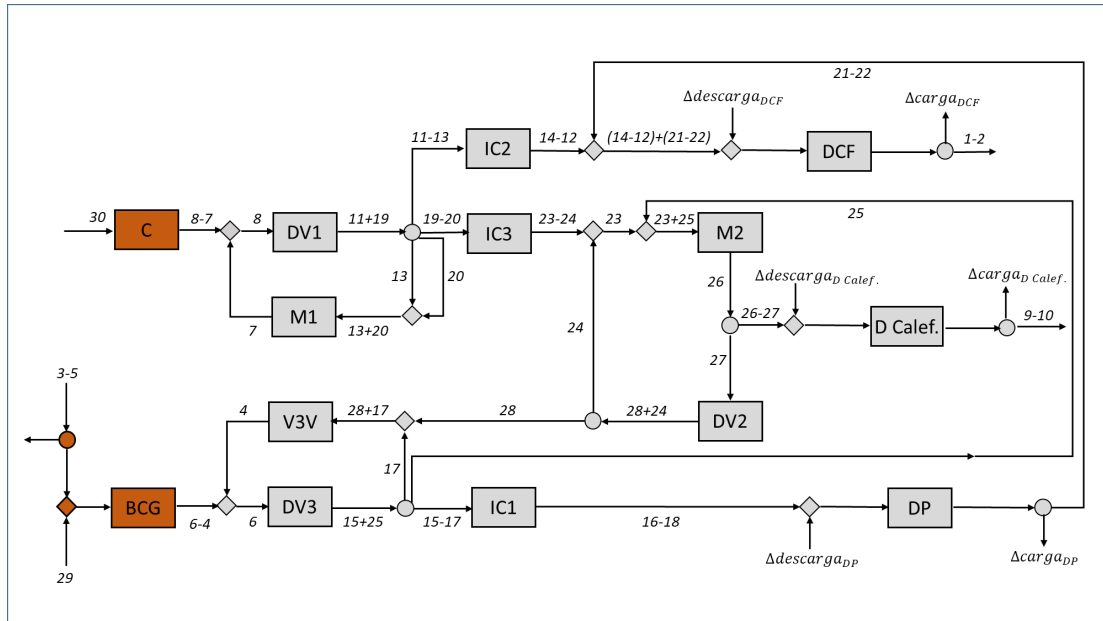 21-22
Δdescarga_DCF
Δcarga_DCF
11-13
IC2
14-12
(14-12)+(21-22)
DCF
1-2
30
C
8-7
8
DV1
11+19
19-20
IC3
23-24
23
23+25
M2
25
13
20
26
Δdescarga_D Calef.
Δcarga_D Calef.
7
M1
13+20
24
26-27
D Calef.
9-10
27
3-5
4
V3V
28+17
28
28+24
DV2
17
BCG
6-4
6
DV3
15+25
15-17
IC1
16-18
DP
29
Δdescarga_DP
Δcarga_DP